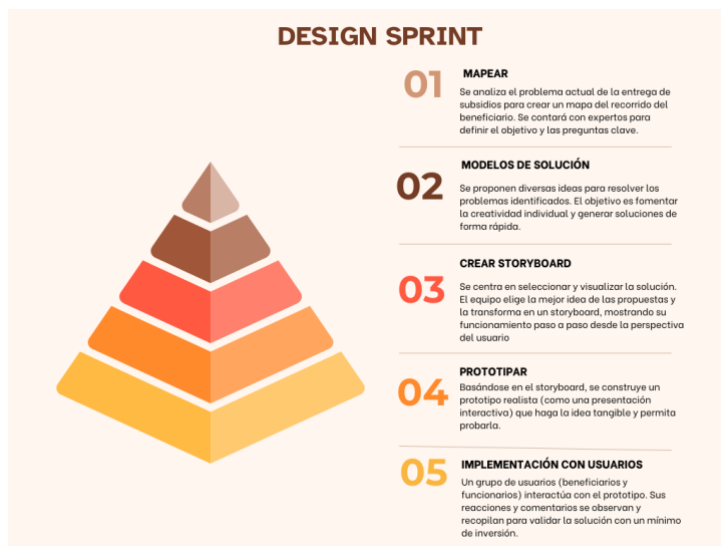 DESIGN SPRINT
01
MAPEAR
Se analiza el problema actual de la entrega de
subsidios para crear un mapa del recorrido del
beneficiario. Se contará con expertos para
definir el objetivo y las preguntas clave.
02
MODELOS DE SOLUCIÓN
Se proponen diversas ideas para resolver los
problemas identificados. El objetivo es fomentar
la creatividad individual y generar soluciones de
forma rápida.
03
CREAR STORYBOARD
Se centra en seleccionar y visualizar la solución.
El equipo elige la mejor idea de las propuestas y
la transforma en un storyboard, mostrando su
funcionamiento paso a paso desde la perspectiva
del usuario
04
PROTOTIPAR
Basándose en el storyboard, se construye un
prototipo realista (como una presentación
interactiva) que haga la idea tangible y permita
probarla.
05
IMPLEMENTACIÓN CON USUARIOS
Un grupo de usuarios (beneficiarios y
funcionarios) interactúa con el prototipo. Sus
reacciones y comentarios se observan y
recopilan para validar la solución con un mínimo
de inversión.